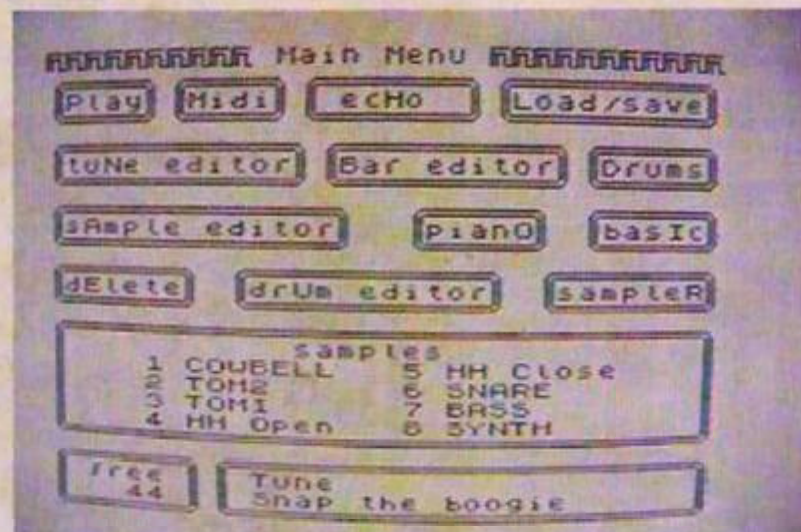 Main Menu
Play Midi ecHo Load/save
tuNe editor Bar editor Drums
sAmple editor pianO basIc
dElete drUm editor sampleR
samples
1 COWBELL 5 HH Close
2 TOM2 6 SNARE
3 TOM1 7 BASS
4 HH Open 8 SYNTH
free
44
Tune
Snap the boogie